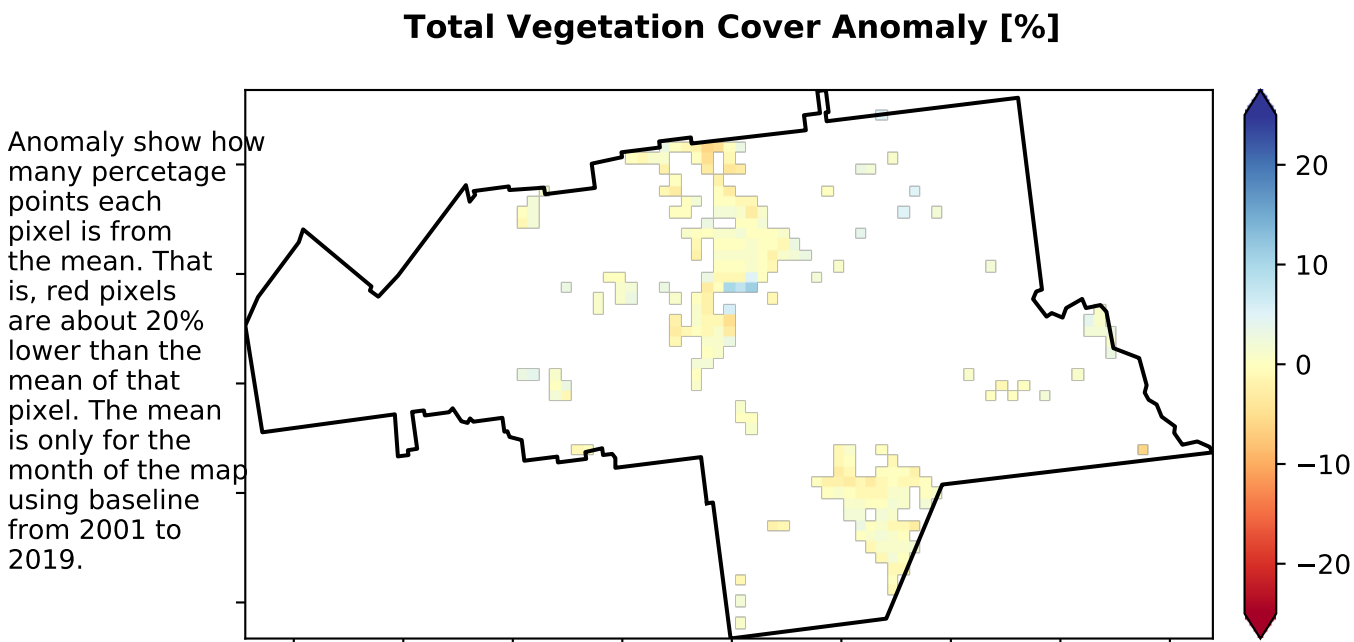 Total Vegetation Cover Anomaly [%]
Anomaly show how
many percetage
points each
pixel is from
the mean. That
is, red pixels
are about 20%
lower than the
mean of that
pixel. The mean
is only for the
month of the map
using baseline
from 2001 to
2019.
20
10
0
−10
−20